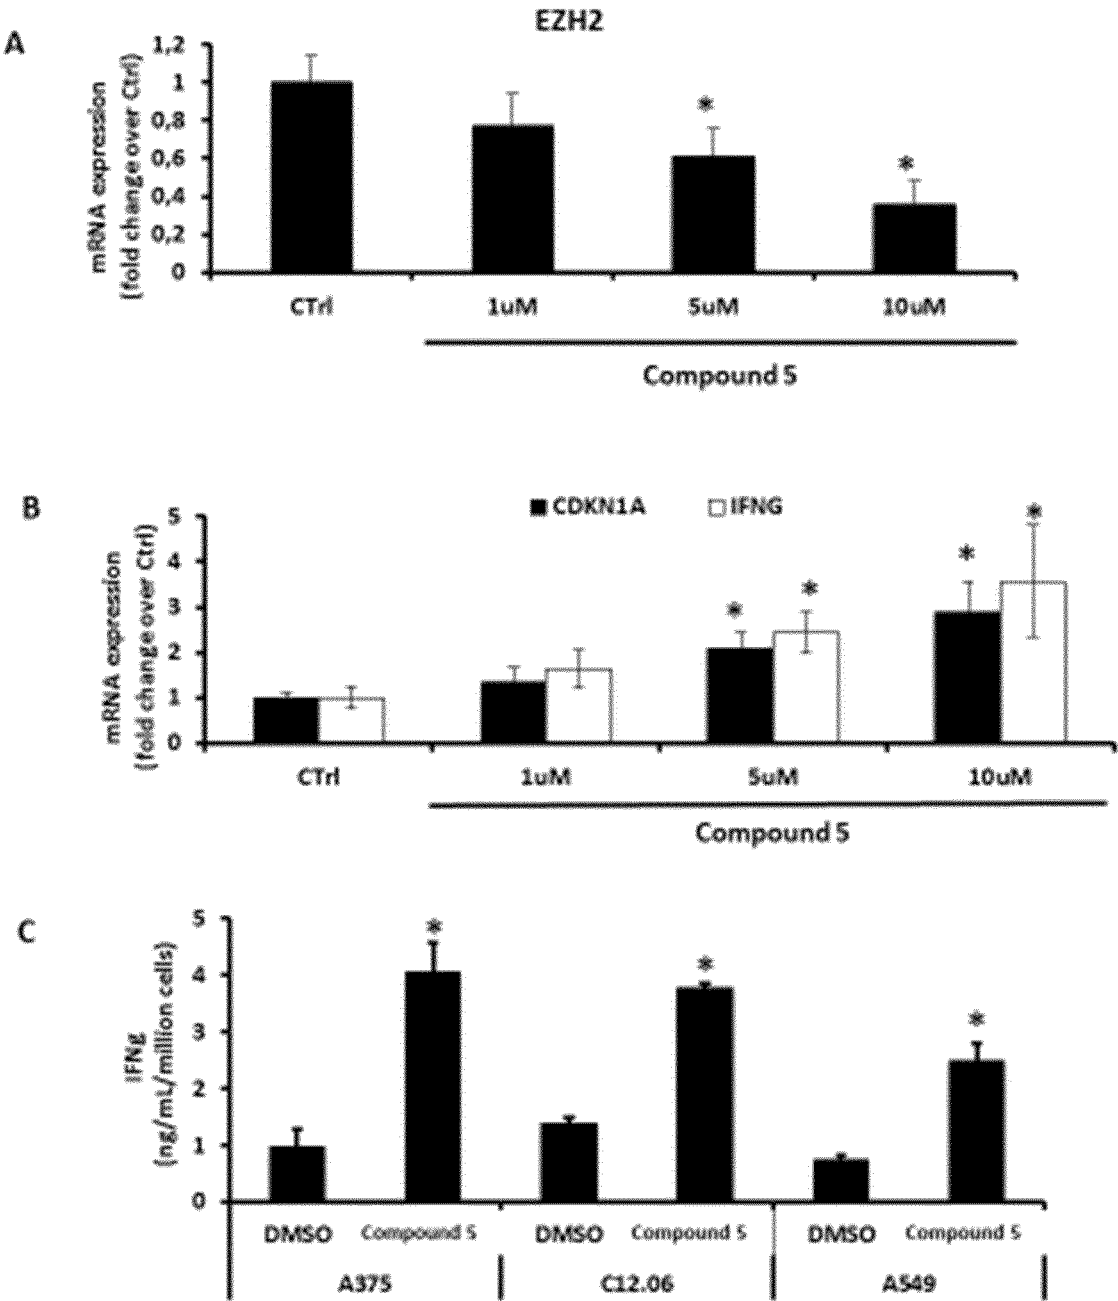 A
EZH2
mRNA expression
(fold change over Ctrl)
1,2
1
0,8
0,6
0,4
0,2
0
*
*
CTrl 1uM 5uM 10uM
Compound 5
B
CDKN1A IFNG
mRNA expression
(fold change over Ctrl)
5
4
3
2
1
0
* * * *
CTrl 1uM 5uM 10uM
Compound 5
C
IFNg
(ng/mL/million cells)
5
4
3
2
1
0
* * *
DMSO Compound 5 DMSO Compound 5 DMSO Compound 5
A375 C12.06 A549